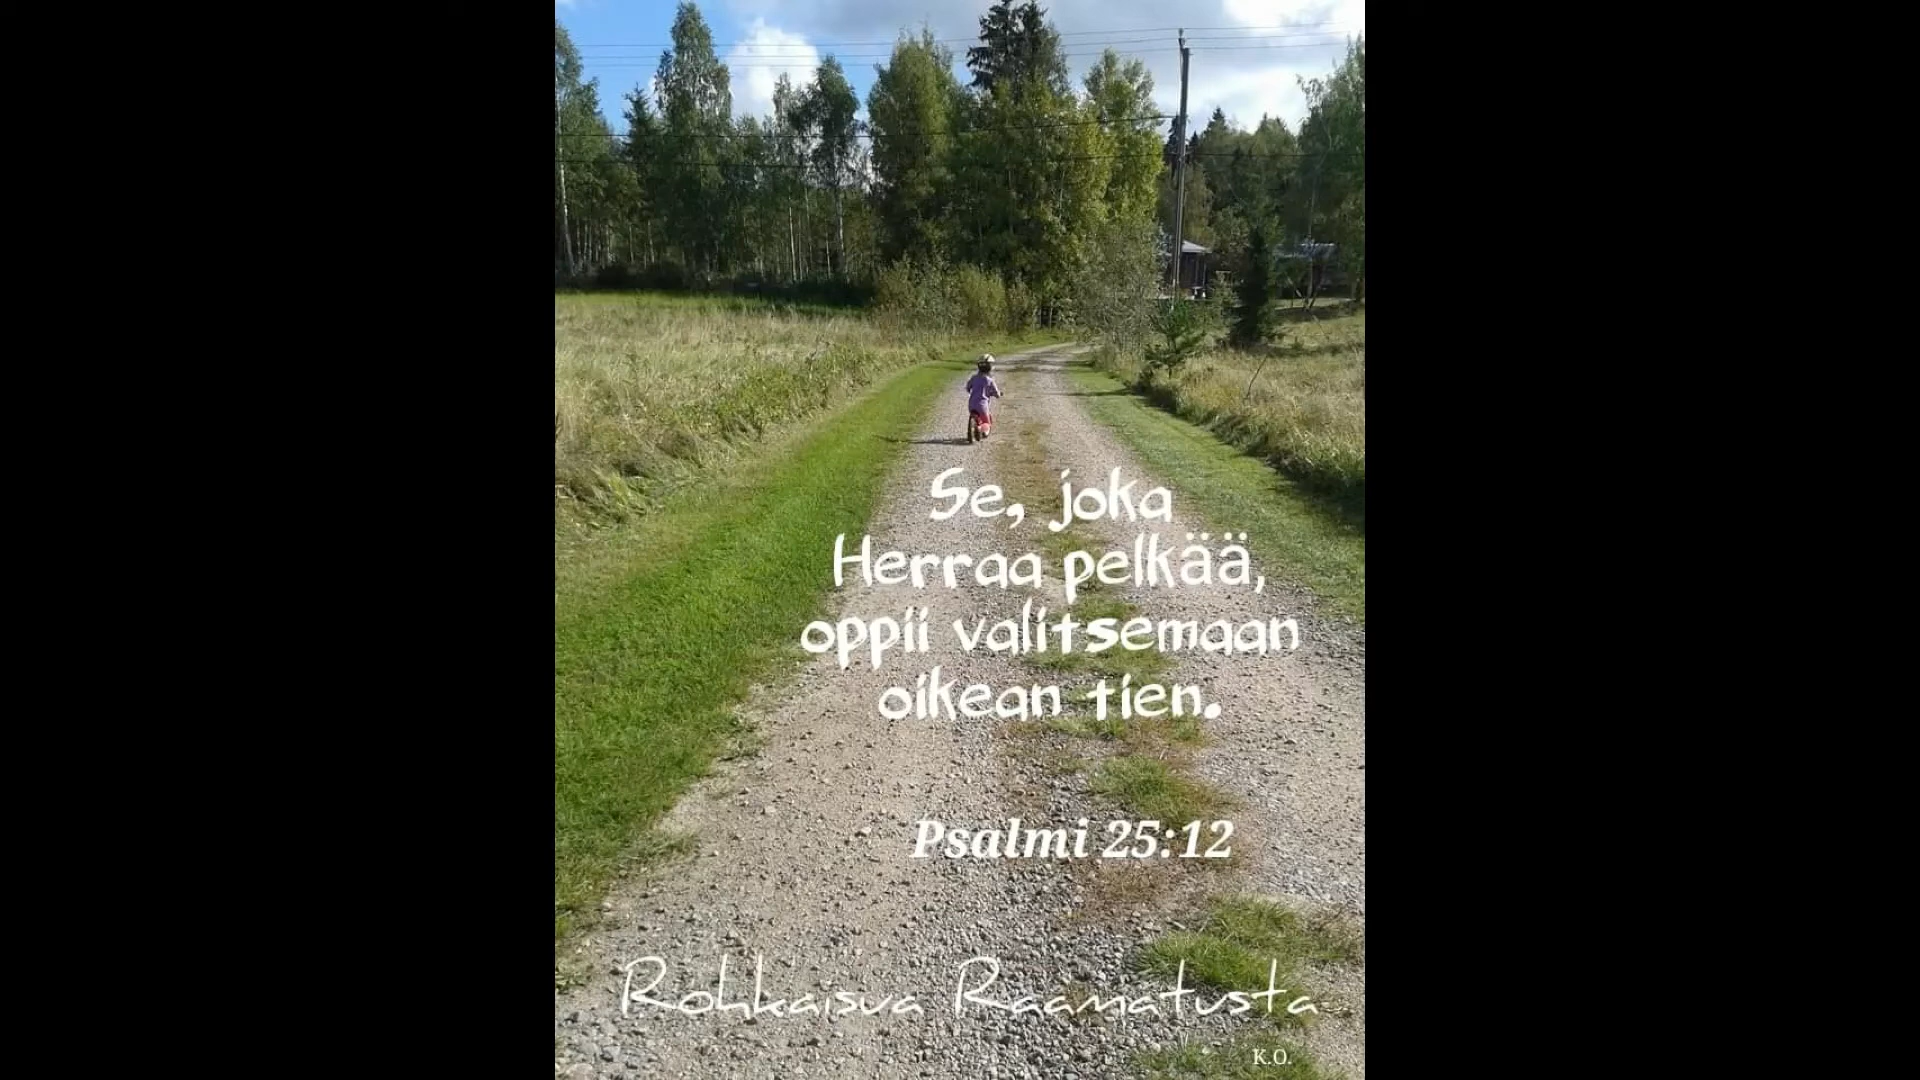 Se, joka
Herraa pelkää,
oppii valitsemaan
oikean tien.
Psalmi 25:12
Rohkaisua Raamatusta
K.O.